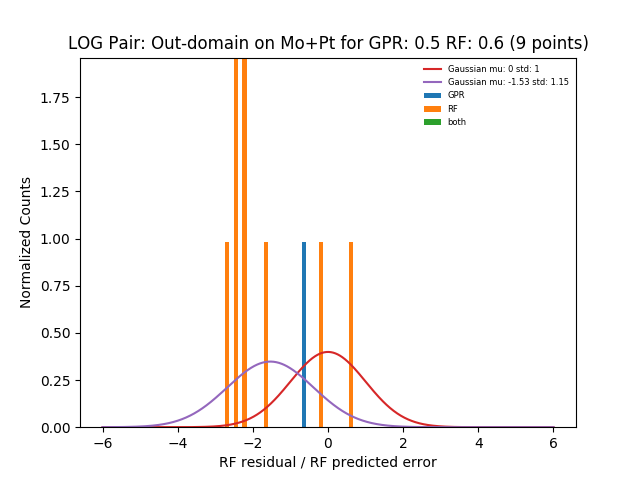 LOG Pair: Out-domain on Mo+Pt for GPR: 0.5 RF: 0.6 (9 points)
Gaussian mu: 0 std: 1
Gaussian mu: -1.53 std: 1.15
GPR
RF
both
Normalized Counts
1.75
1.50
1.25
1.00
0.75
0.50
0.25
0.00
−6 −4 −2 0 2 4 6
RF residual / RF predicted error